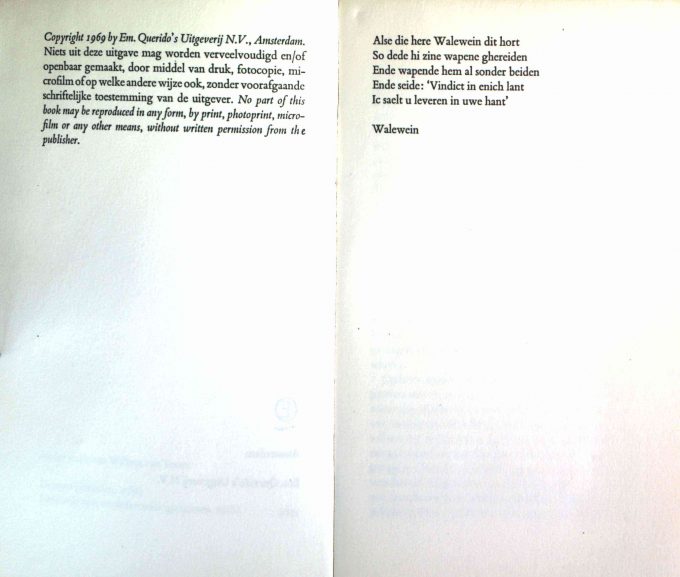 Copyright 1969 by Em. Querido's Uitgeverij N.V., Amsterdam.
Niets uit deze uitgave mag worden verveelvoudigd en/of
openbaar gemaakt, door middel van druk, fotocopie, mi-
crofilm of op welke andere wijze ook, zonder voorafgaande
schriftelijke toestemming van de uitgever. No part of this
book may be reproduced in any form, by print, photoprint, micro-
film or any other means, without written permission from the
publisher.
Alse die here Walewein dit hort
So dede hi zine wapene ghereiden
Ende wapende hem al sonder beiden
Ende seide: 'Vindict in enich lant
Ic saelt u leveren in uwe hant'
Walewein